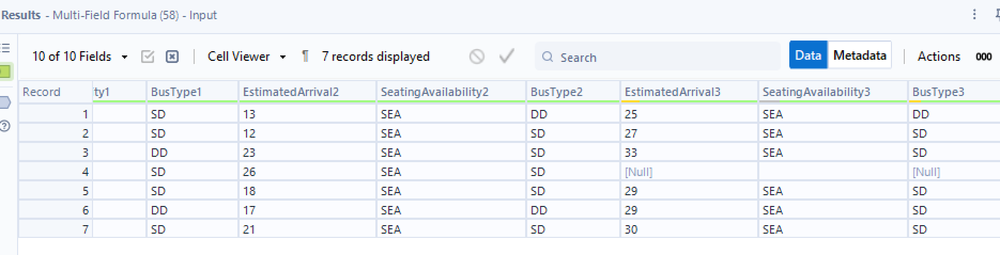 Results - Multi-Field Formula (58) - Input
10 of 10 Fields Cell Viewer ¶ 7 records displayed Search Data Metadata Actions 000
Record ty1 BusType1 EstimatedArrival2 SeatingAvailability2 BusType2 EstimatedArrival3 SeatingAvailability3 BusType3
1 SD 13 SEA DD 25 SEA DD
2 SD 12 SEA SD 27 SEA SD
3 DD 23 SEA SD 33 SEA SD
4 SD 26 SEA SD [Null] [Null]
5 SD 18 SEA SD 29 SEA SD
6 DD 17 SEA DD 29 SEA SD
7 SD 21 SEA SD 30 SEA SD